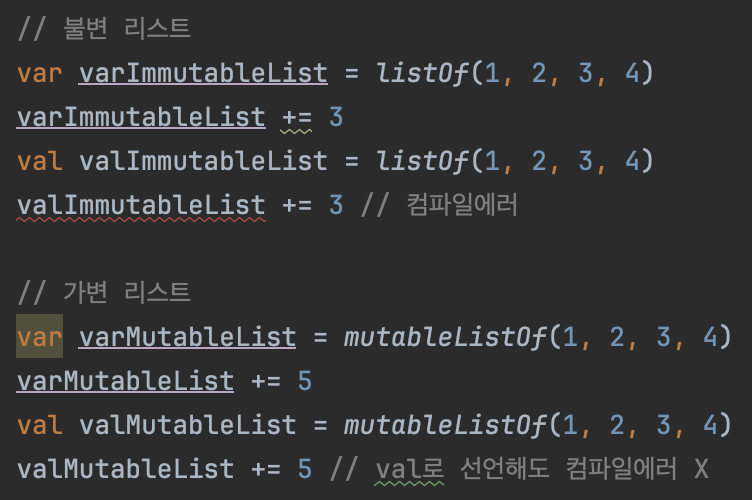 // 불변 리스트
var varImmutableList = listOf(1, 2, 3, 4)
varImmutableList += 3
val valImmutableList = listOf(1, 2, 3, 4)
valImmutableList += 3 // 컴파일에러
// 가변 리스트
var varMutableList = mutableListOf(1, 2, 3, 4)
varMutableList += 5
val valMutableList = mutableListOf(1, 2, 3, 4)
valMutableList += 5 // val로 선언해도 컴파일에러 X